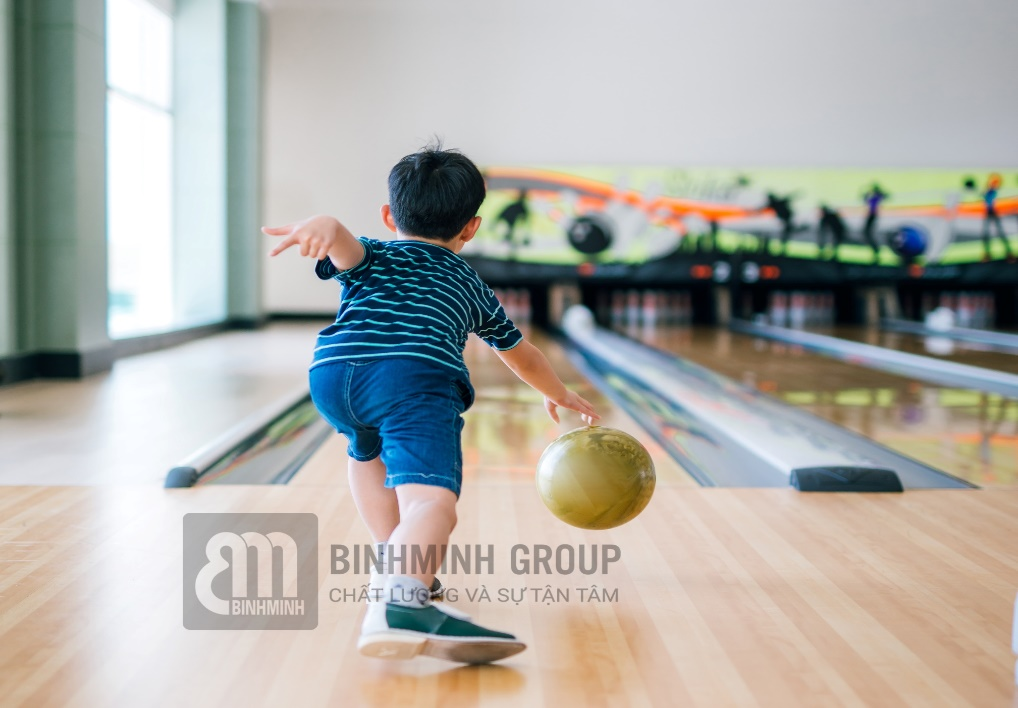 BINHMINH
BINHMINH GROUP
CHẤT LƯỢNG VÀ SỰ TẬN TÂM